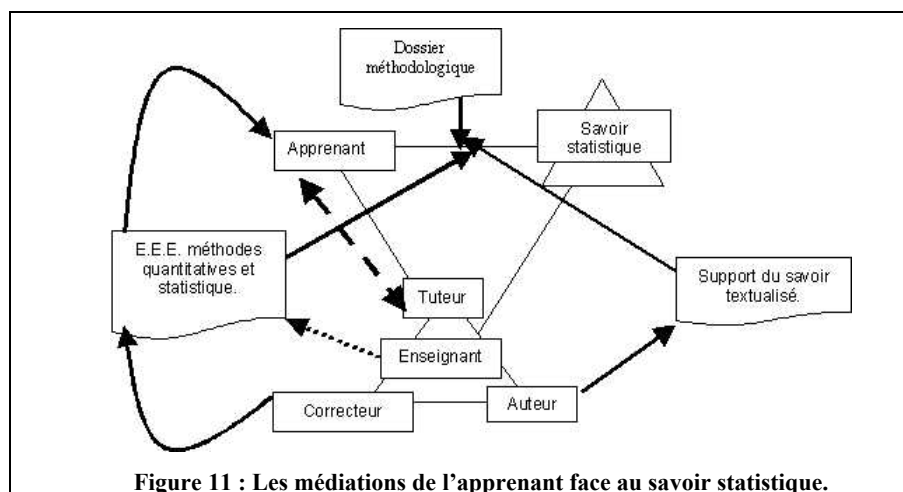 Dossier
méthodologique
Apprenant
Savoir
statistique
E.E.E. méthodes
quantitatives et
statistique.
Tuteur
Support du savoir
textualisé.
Enseignant
Correcteur
Auteur
Figure 11 : Les médiations de l’apprenant face au savoir statistique.